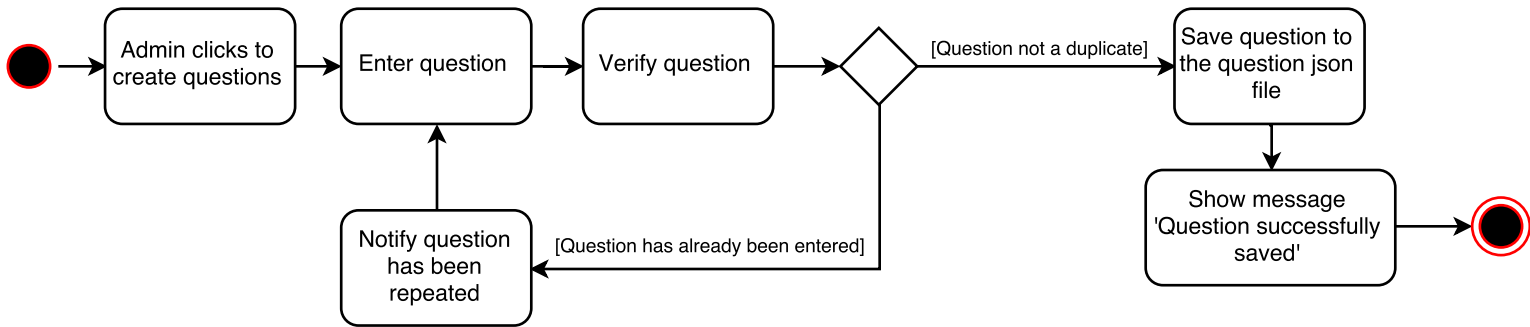 Admin clicks to
create questions
Enter question
Verify question
[Question not a duplicate]
Save question to
the question json
file
Notify question
has been
repeated
[Question has already been entered]
Show message
'Question successfully
saved'